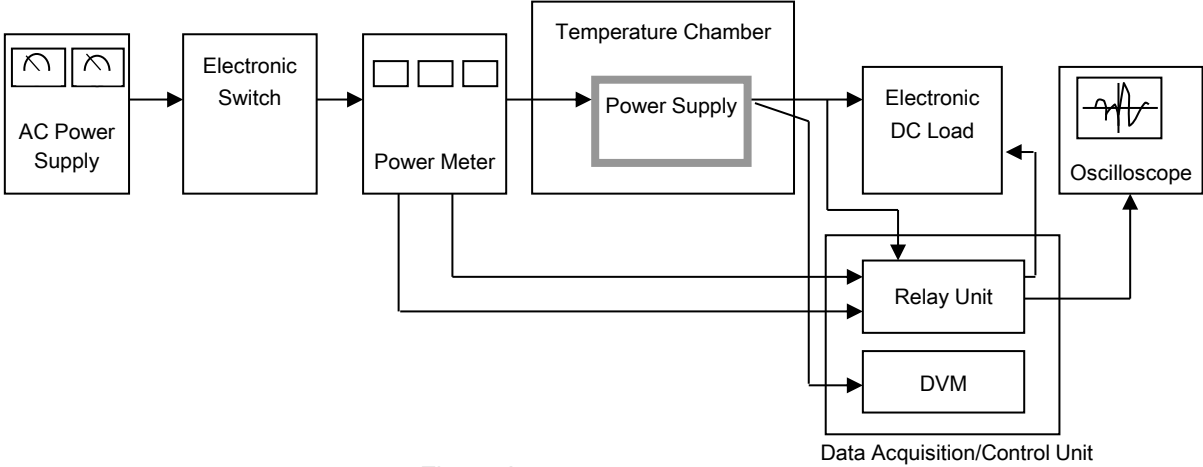 Temperature Chamber
Electronic
Switch
Power Supply
Electronic
DC Load
AC Power
Supply
Power Meter
Oscilloscope
Relay Unit
DVM
Data Acquisition/Control Unit